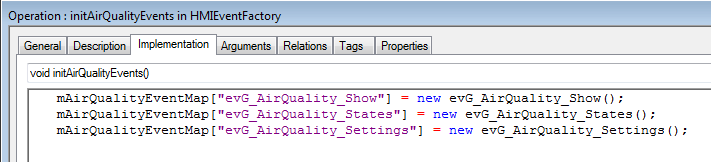 Operation : initAirQualityEvents in HMIEventFactory
General Description Implementation Arguments Relations Tags Properties
void initAirQualityEvents()
mAirQualityEventMap["evG_AirQuality_Show"] = new evG_AirQuality_Show();
mAirQualityEventMap["evG_AirQuality_States"] = new evG_AirQuality_States();
mAirQualityEventMap["evG_AirQuality_Settings"] = new evG_AirQuality_Settings();